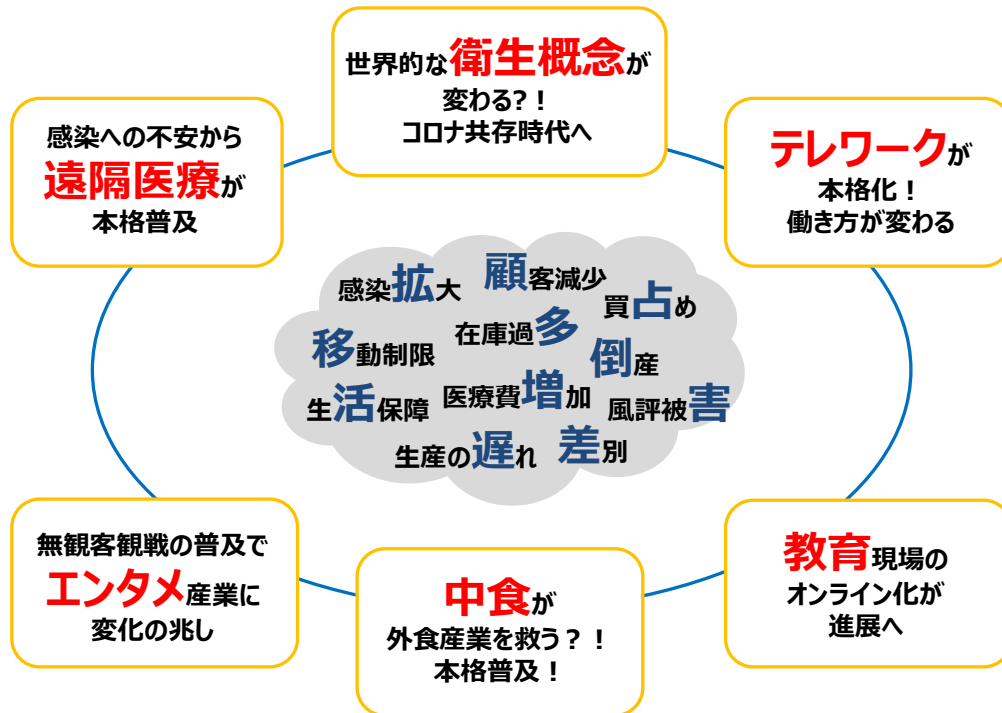 世界的な衛生概念が
変わる?！
コロナ共存時代へ
感染への不安から
遠隔医療が
本格普及
テレワークが
本格化！
働き方が変わる
感染拡大
顧客減少
買占め
移動制限
在庫過多
倒産
生活保障
医療費増加
風評被害
生産の遅れ
差別
無観客観戦の普及で
エンタメ産業に
変化の兆し
中食が
外食産業を救う？！
本格普及！
教育現場の
オンライン化が
進展へ